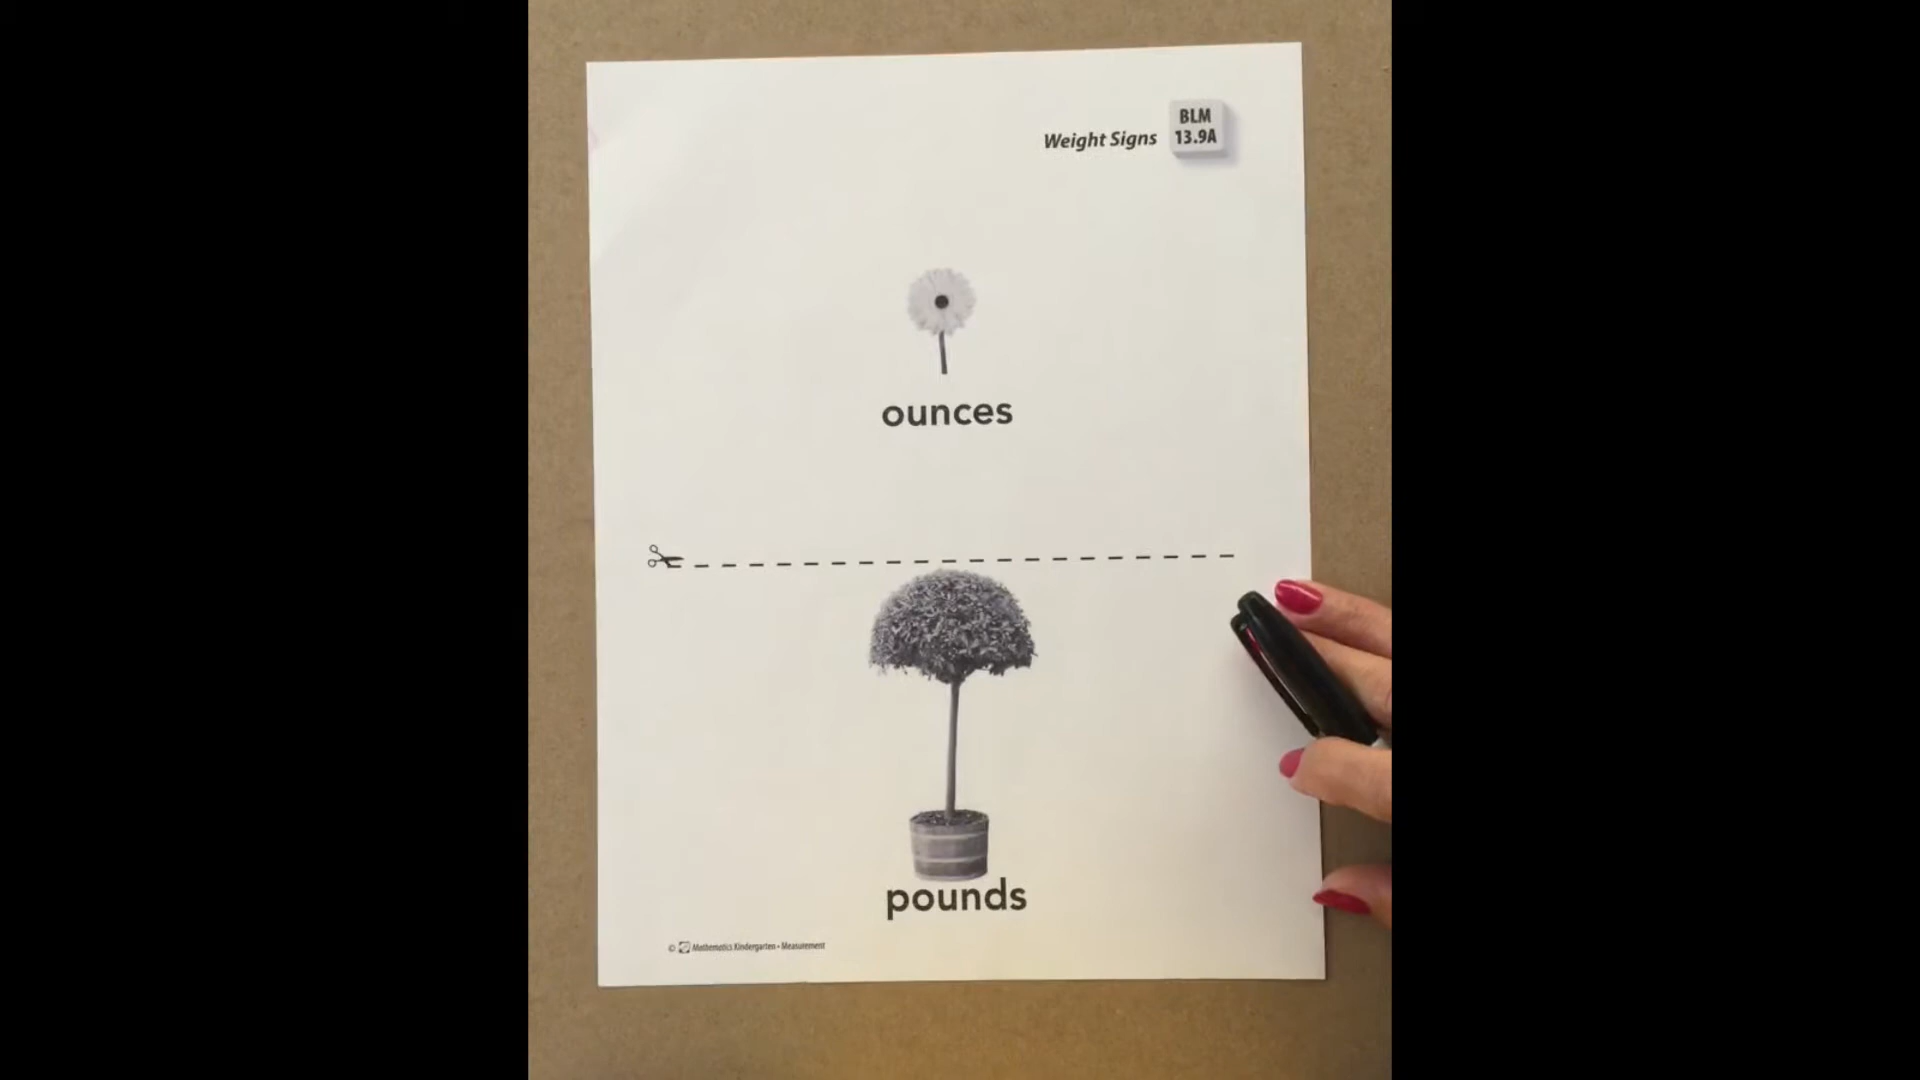 Weight Signs
BLM
13.9A
ounces
pounds
© Mathematics Kindergarten • Measurement